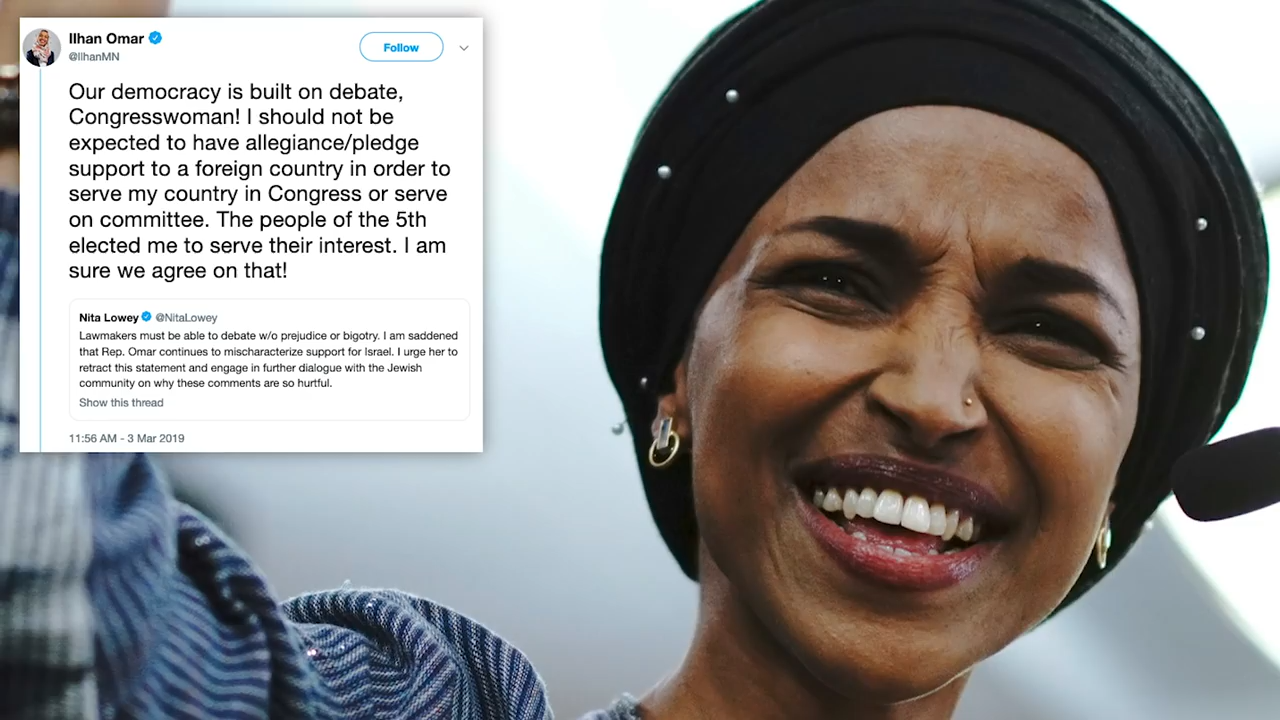 Ilhan Omar
@IlhanMN
Follow
Our democracy is built on debate,
Congresswoman! I should not be
expected to have allegiance/pledge
support to a foreign country in order to
serve my country in Congress or serve
on committee. The people of the 5th
elected me to serve their interest. I am
sure we agree on that!
Nita Lowey @NitaLowey
Lawmakers must be able to debate w/o prejudice or bigotry. I am saddened
that Rep. Omar continues to mischaracterize support for Israel. I urge her to
retract this statement and engage in further dialogue with the Jewish
community on why these comments are so hurtful.
Show this thread
11:56 AM - 3 Mar 2019